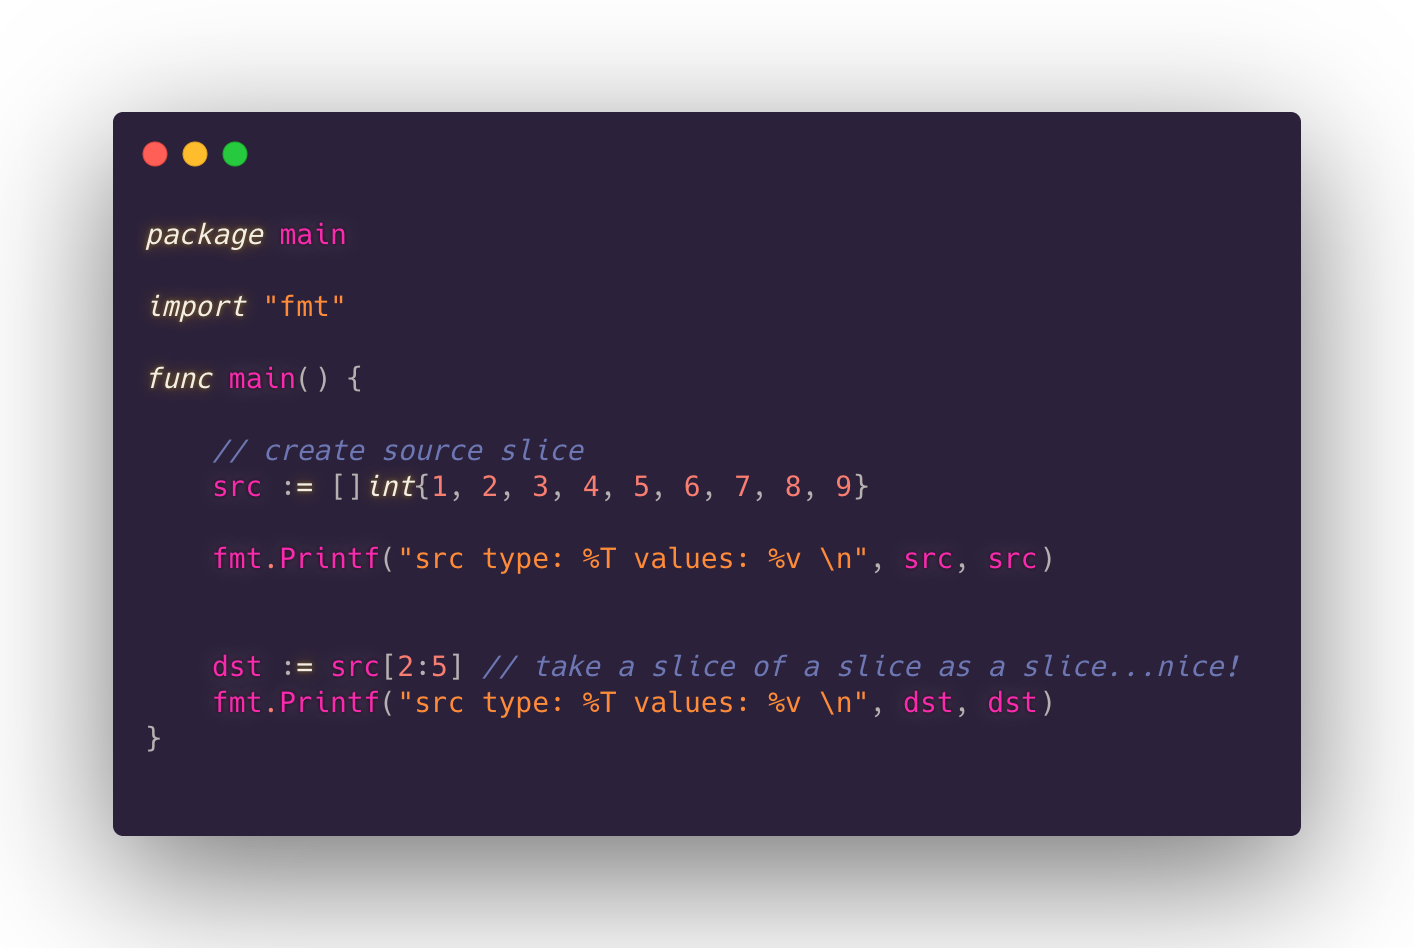 package main
import "fmt"
func main() {
// create source slice
src := []int{1, 2, 3, 4, 5, 6, 7, 8, 9}
fmt.Printf("src type: %T values: %v \n", src, src)
dst := src[2:5] // take a slice of a slice as a slice...nice!
fmt.Printf("src type: %T values: %v \n", dst, dst)
}